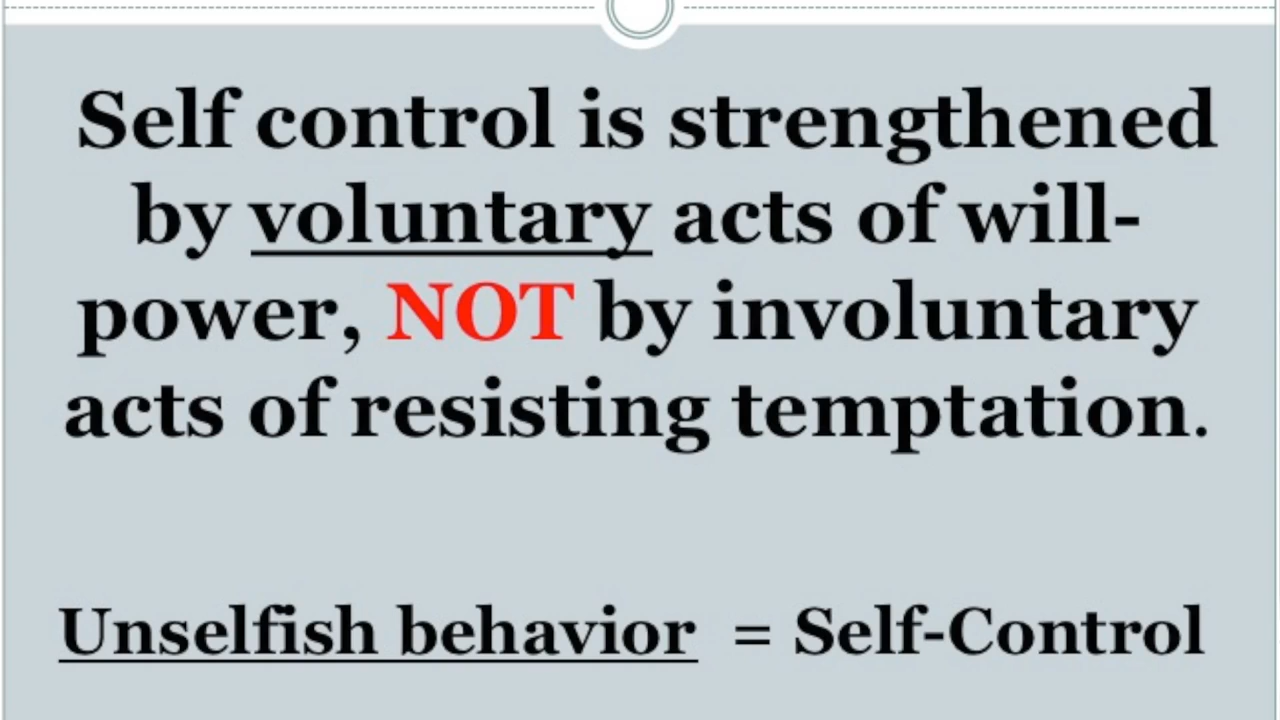 Self control is strengthened
by voluntary acts of will-
power, NOT by involuntary
acts of resisting temptation.
Unselfish behavior = Self-Control